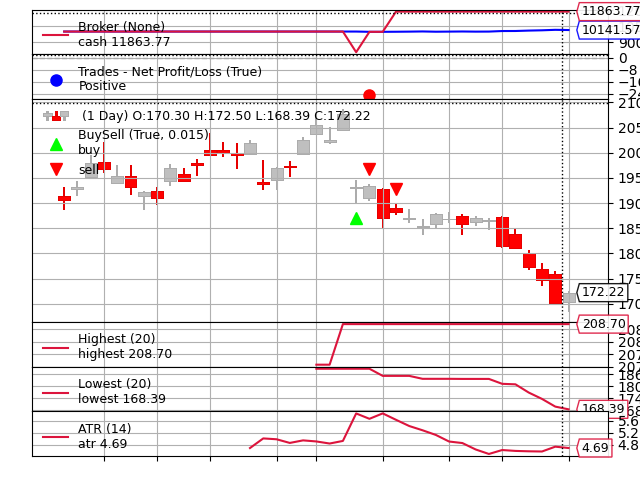 Broker (None)
cash 11863.77
11863.77
10141.57
900
Trades - Net Profit/Loss (True)
Positive
0
−8
−16
−24
(1 Day) O:170.30 H:172.50 L:168.39 C:172.22
BuySell (True, 0.015)
buy
sell
210
205
200
195
190
185
180
175
172.22
170
Highest (20)
highest 208.70
208.70
208
207
Lowest (20)
lowest 168.39
186
180
174
168.39
ATR (14)
atr 4.69
5.6
5.2
4.8
4.69